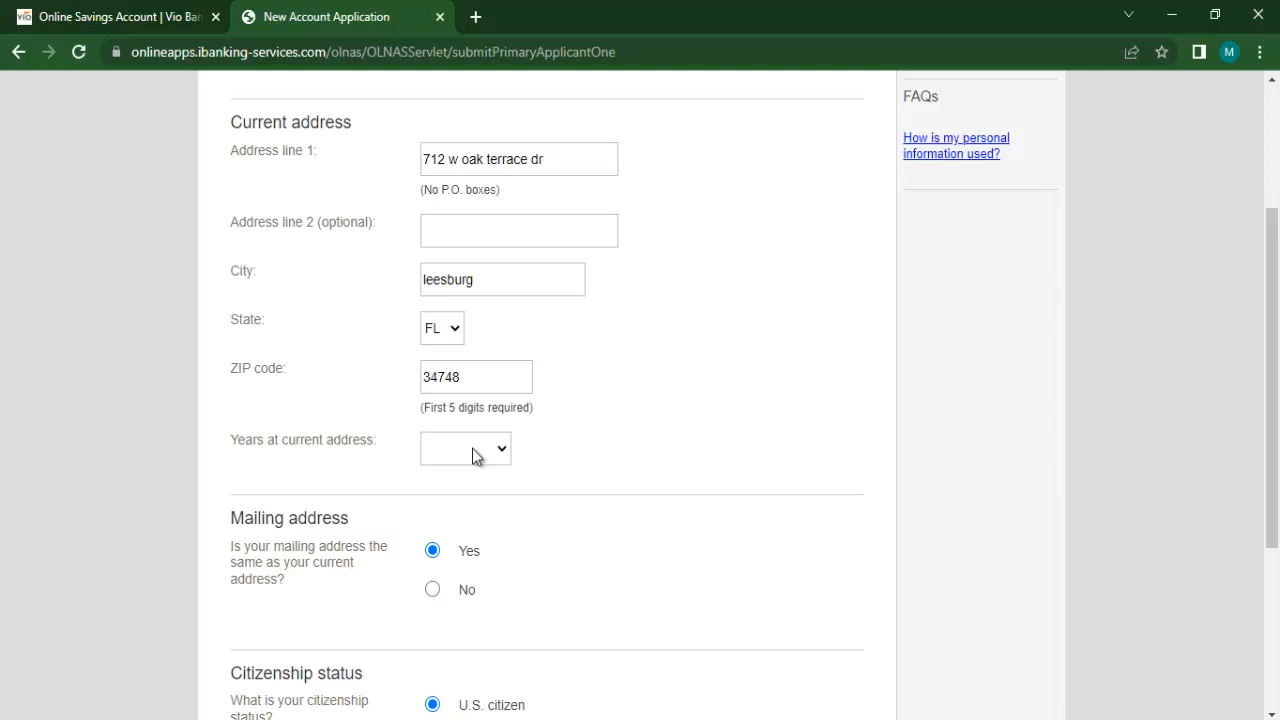 vio Online Savings Account | Vio Ban
New Account Application
onlineapps.ibanking-services.com/olnas/OLNASServlet/submitPrimaryApplicantOne
M
FAQs
How is my personal
information used?
Current address
Address line 1:
712 w oak terrace dr
(No P.O. boxes)
Address line 2 (optional):
City:
leesburg
State:
FL
ZIP code:
34748
(First 5 digits required)
Years at current address:
Mailing address
Is your mailing address the
same as your current
address?
Yes
No
Citizenship status
What is your citizenship
status?
U.S. citizen